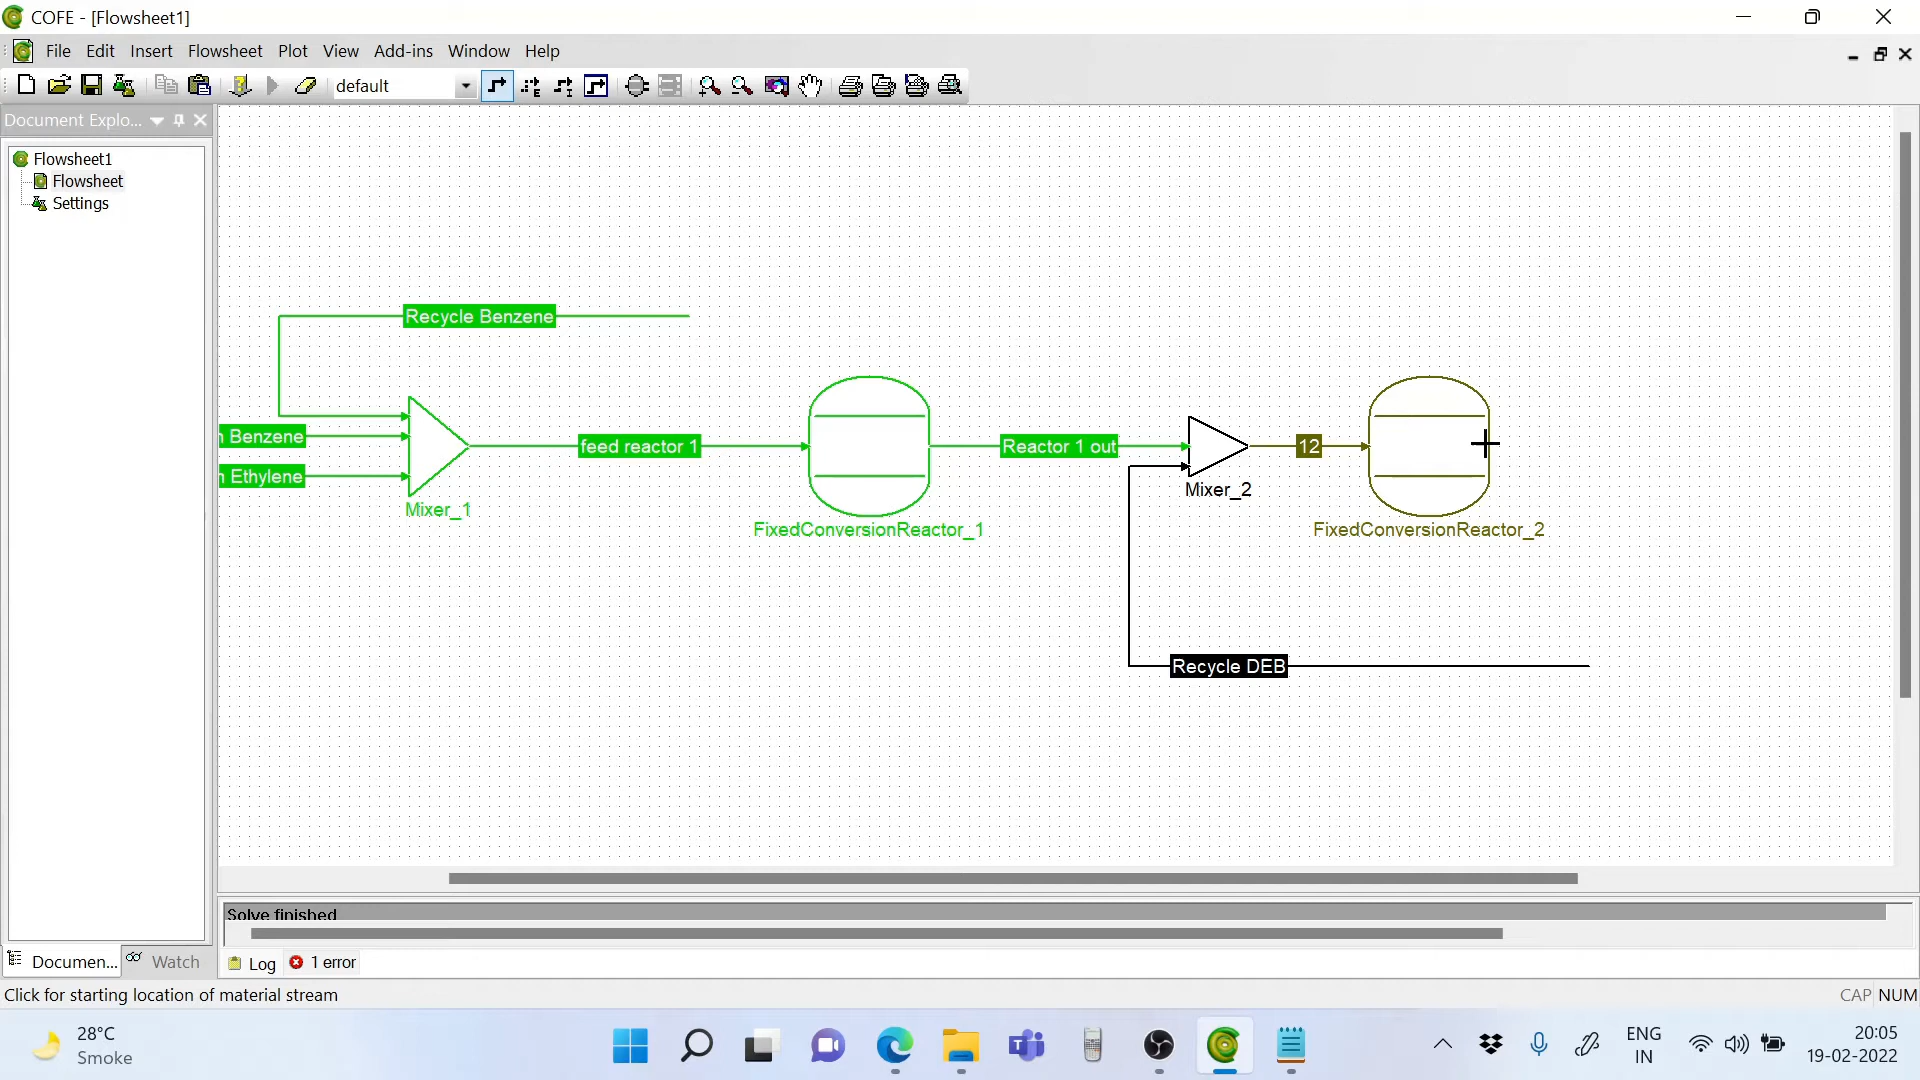 COFE - [Flowsheet1]
File Edit Insert Flowsheet Plot View Add-ins Window Help
default
Document Explo...
Flowsheet1
Flowsheet
Settings
Recycle Benzene
n Benzene
n Ethylene
Mixer_1
feed reactor 1
FixedConversionReactor_1
Reactor 1 out
Mixer_2
12
FixedConversionReactor_2
Recycle DEB
Solve finished
Documen... Watch
Log 1 error
Click for starting location of material stream
CAP NUM
28°C
Smoke
ENG
IN
20:05
19-02-2022